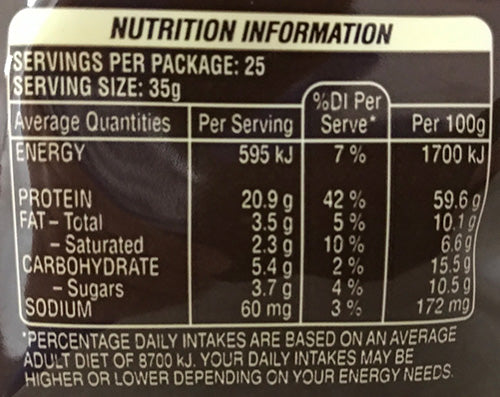 NUTRITION INFORMATION
SERVINGS PER PACKAGE: 25
SERVING SIZE: 35g
Average Quantities Per Serving %DI Per Serve* Per 100g
ENERGY 595 kJ 7 % 1700 kJ
PROTEIN 20.9 g 42 % 59.6 g
FAT - Total 3.5 g 5 % 10.1 g
- Saturated 2.3 g 10 % 6.6 g
CARBOHYDRATE 5.4 g 2 % 15.5 g
- Sugars 3.7 g 4 % 10.5 g
SODIUM 60 mg 3 % 172 mg
*PERCENTAGE DAILY INTAKES ARE BASED ON AN AVERAGE
ADULT DIET OF 8700 kJ. YOUR DAILY INTAKES MAY BE
HIGHER OR LOWER DEPENDING ON YOUR ENERGY NEEDS.